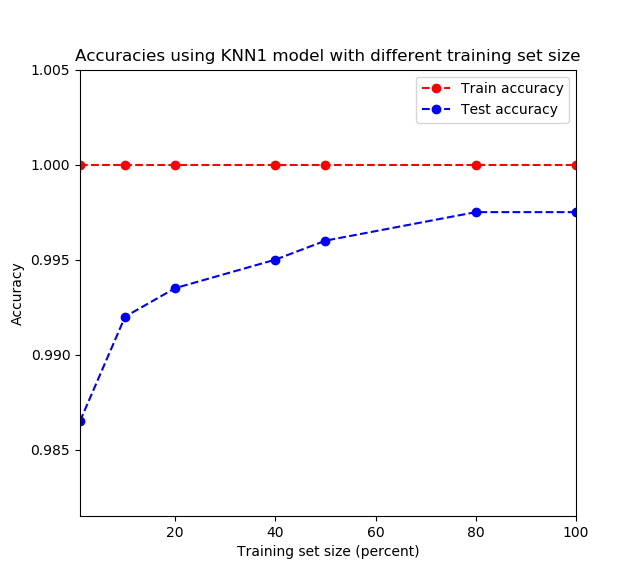 Accuracies using KNN1 model with different training set size
1.005
1.000
0.995
0.990
0.985
Accuracy
Train accuracy
Test accuracy
20
40
60
80
100
Training set size (percent)